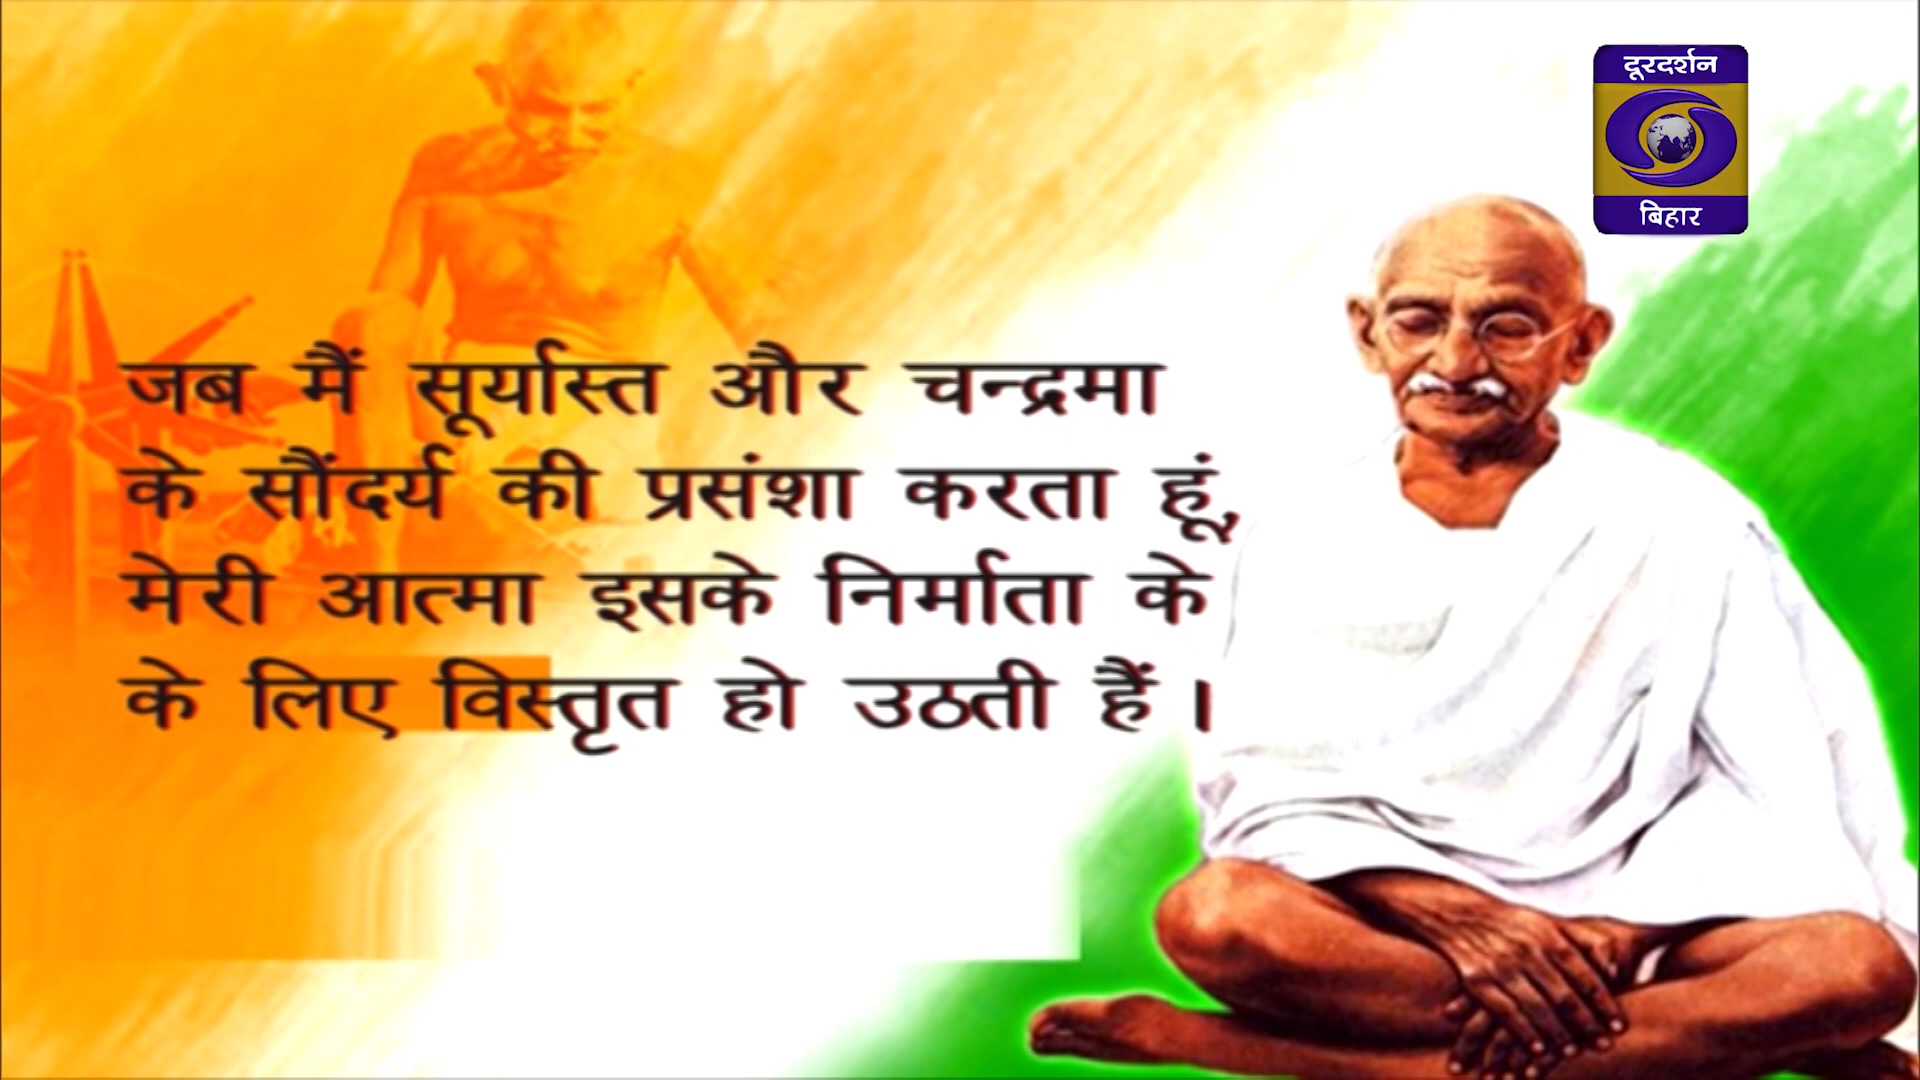 दूरदर्शन
बिहार
जब मैं सूर्यास्त और चन्द्रमा
के सौंदर्य की प्रसंशा करता हूं,
मेरी आत्मा इसके निर्माता के
के लिए विस्तृत हो उठती हैं।